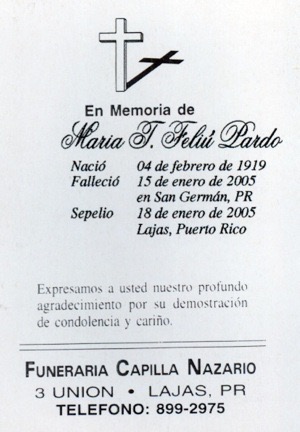 En Memoria de
Maria T. Feliú Pardo
Nació 04 de febrero de 1919
Falleció 15 de enero de 2005
en San Germán, PR
Sepelio 18 de enero de 2005
Lajas, Puerto Rico
Expresamos a usted nuestro profundo
agradecimiento por su demostración
de condolencia y cariño.
FUNERARIA CAPILLA NAZARIO
3 UNION • LAJAS, PR
TELEFONO: 899-2975